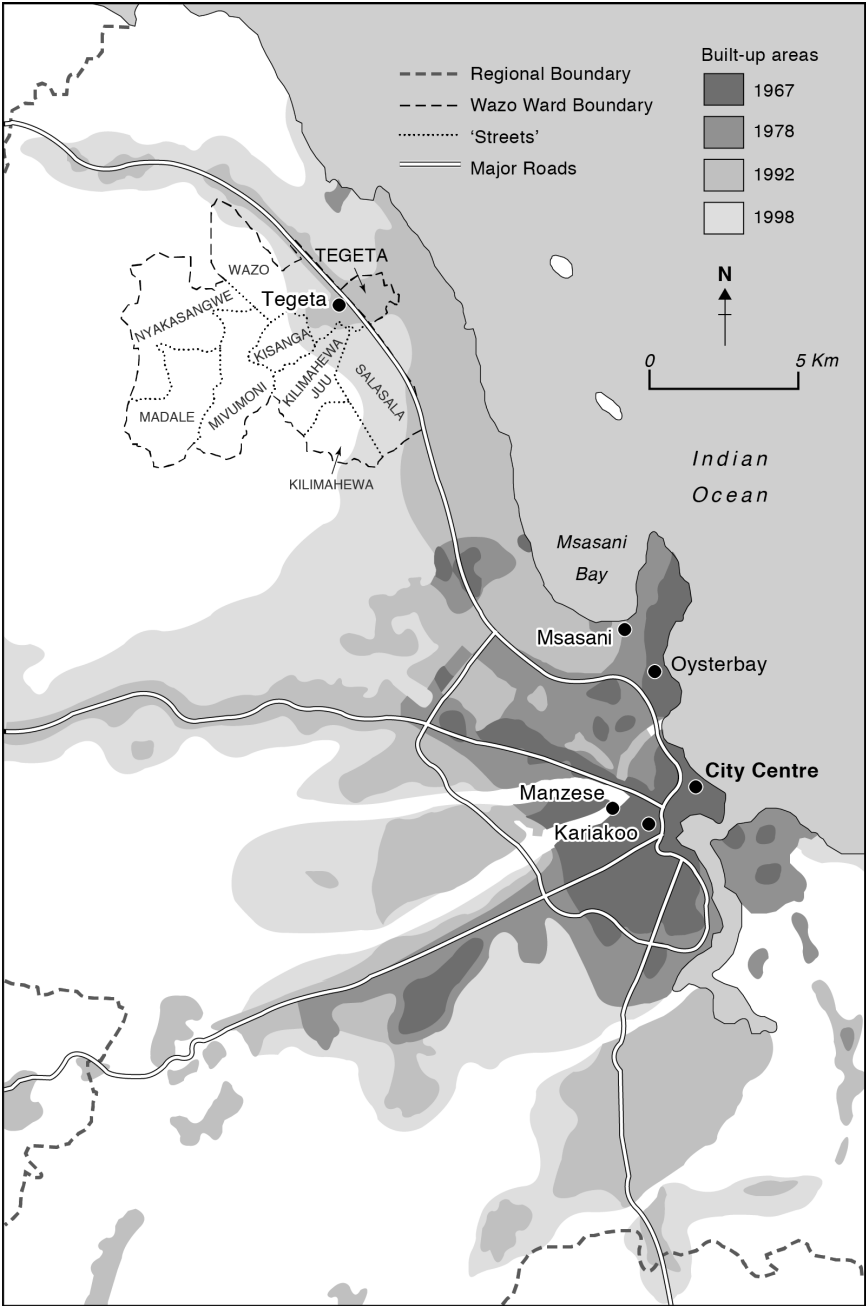 Regional Boundary
Wazo Ward Boundary
‘Streets’
Major Roads
Built-up areas
1967
1978
1992
1998
N
0 5 Km
TEGETA
WAZO
Tegeta
NYAKASANGWE
KISANGA
KILIMAHEWA
JUU
SALASALA
MADALE
MIVUMONI
KILIMAHEWA
Indian
Ocean
Msasani
Bay
Msasani
Oysterbay
City Centre
Manzese
Kariakoo